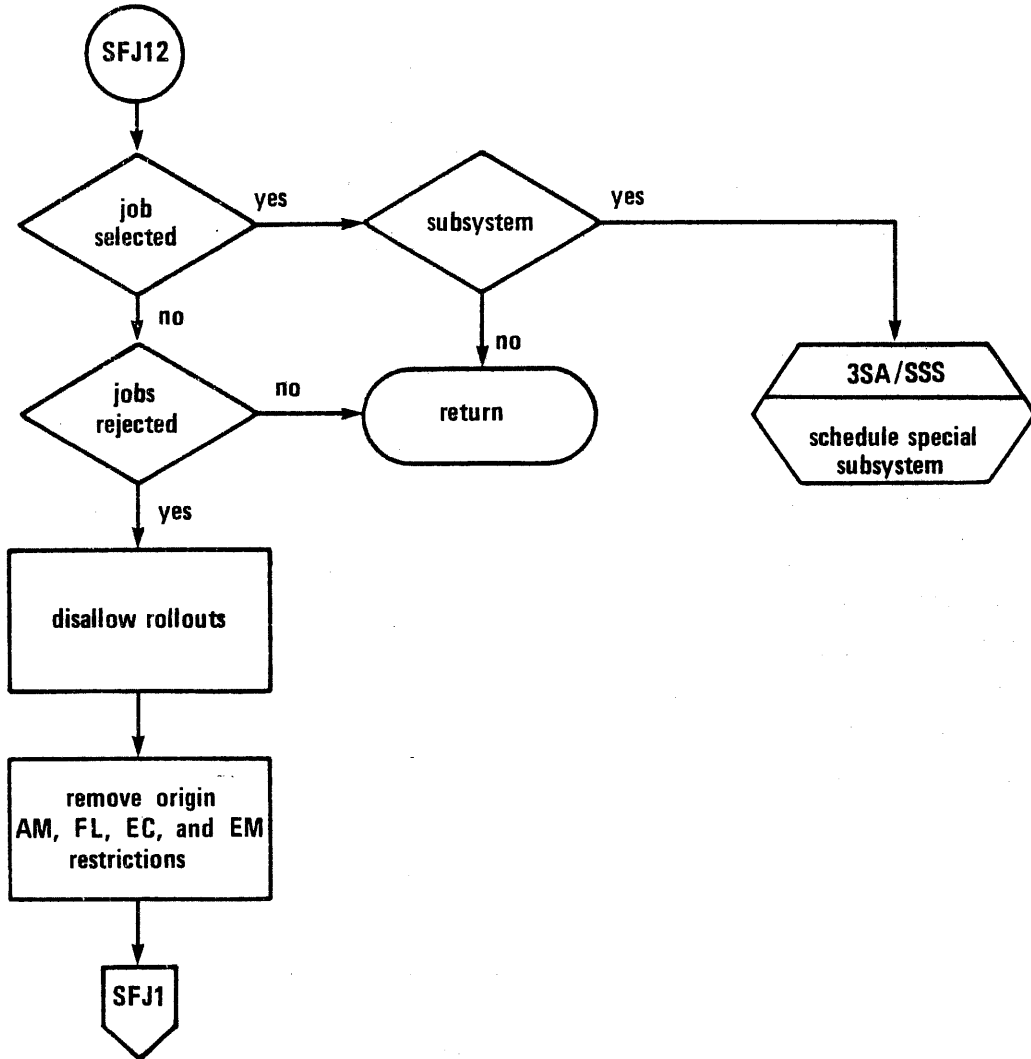 SFJ12
job
selected
yes
subsystem
yes
no
no
jobs
rejected
no
return
3SA/SSS
schedule special
subsystem
yes
disallow rollouts
remove origin
AM, FL, EC, and EM
restrictions
SFJ1